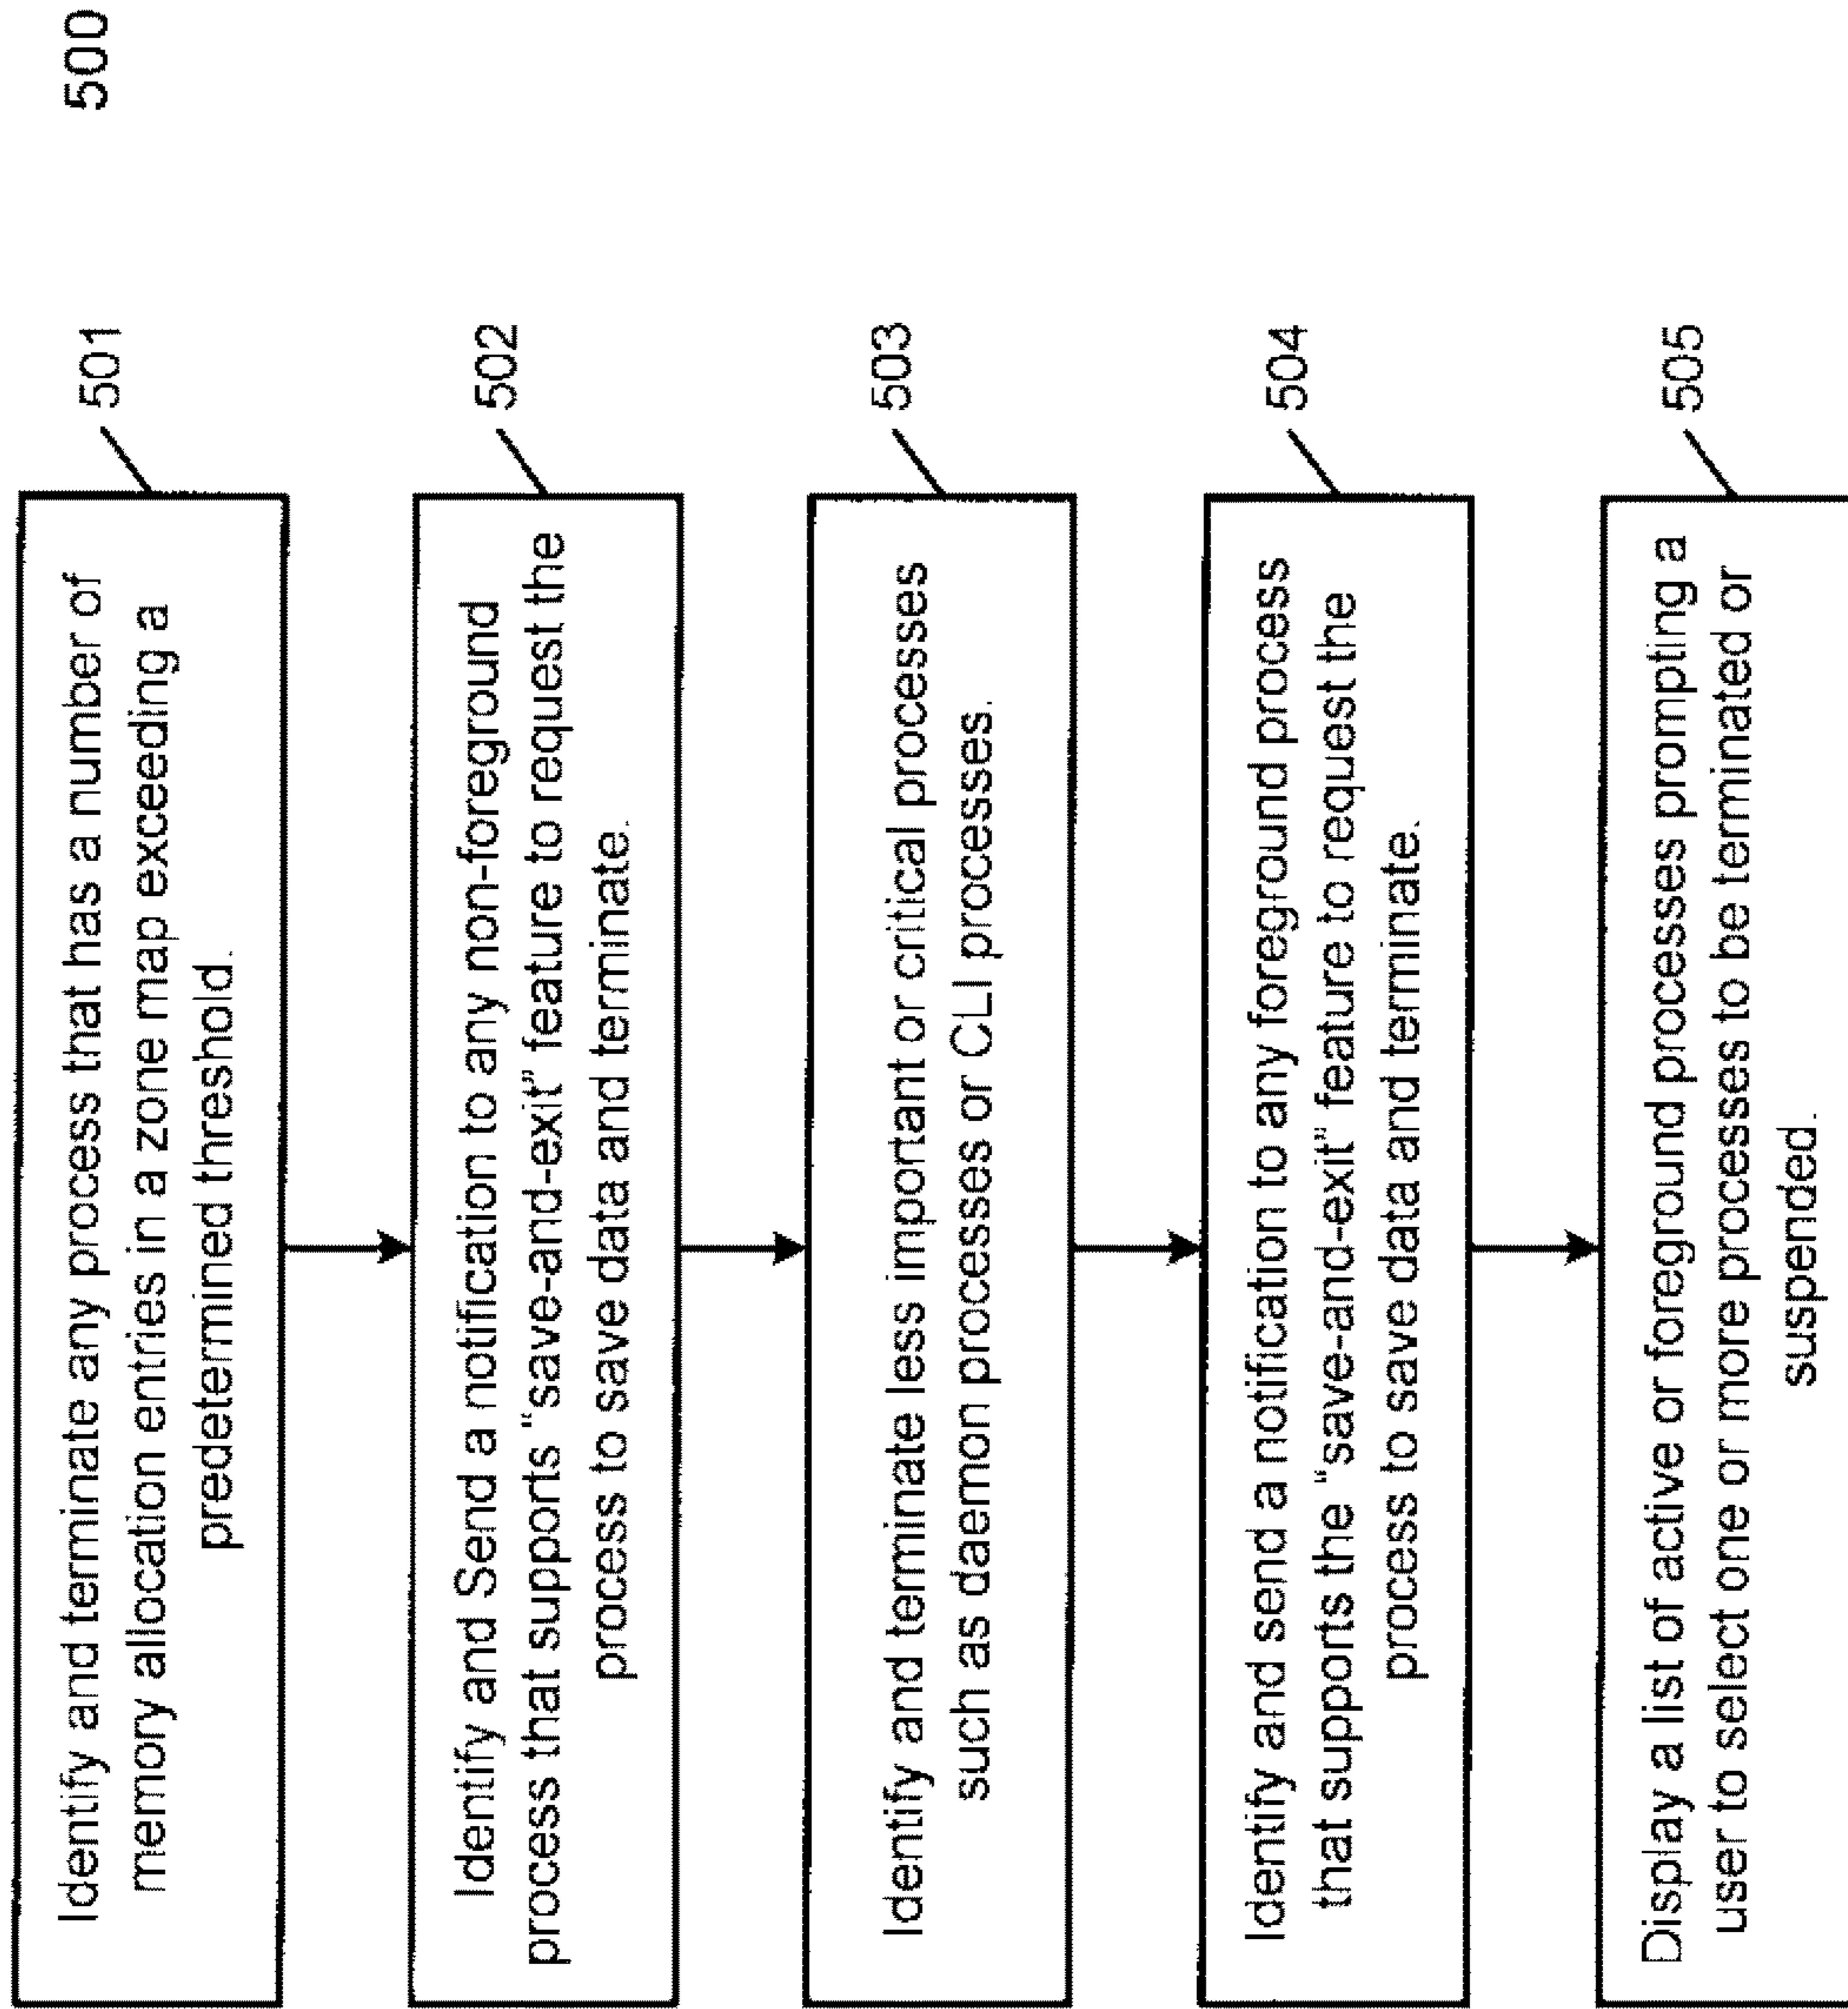 500
Identify and terminate any process that has a number of
memory allocation entries in a zone map exceeding a
predetermined threshold.
501
Identify and Send a notification to any non-foreground
process that supports "save-and-exit" feature to request the
process to save data and terminate.
502
Identify and terminate less important or critical processes
such as daemon processes or CLI processes.
503
Identify and send a notification to any foreground process
that supports the "save-and-exit" feature to request the
process to save data and terminate.
504
Display a list of active or foreground processes prompting a
user to select one or more processes to be terminated or
suspended.
505